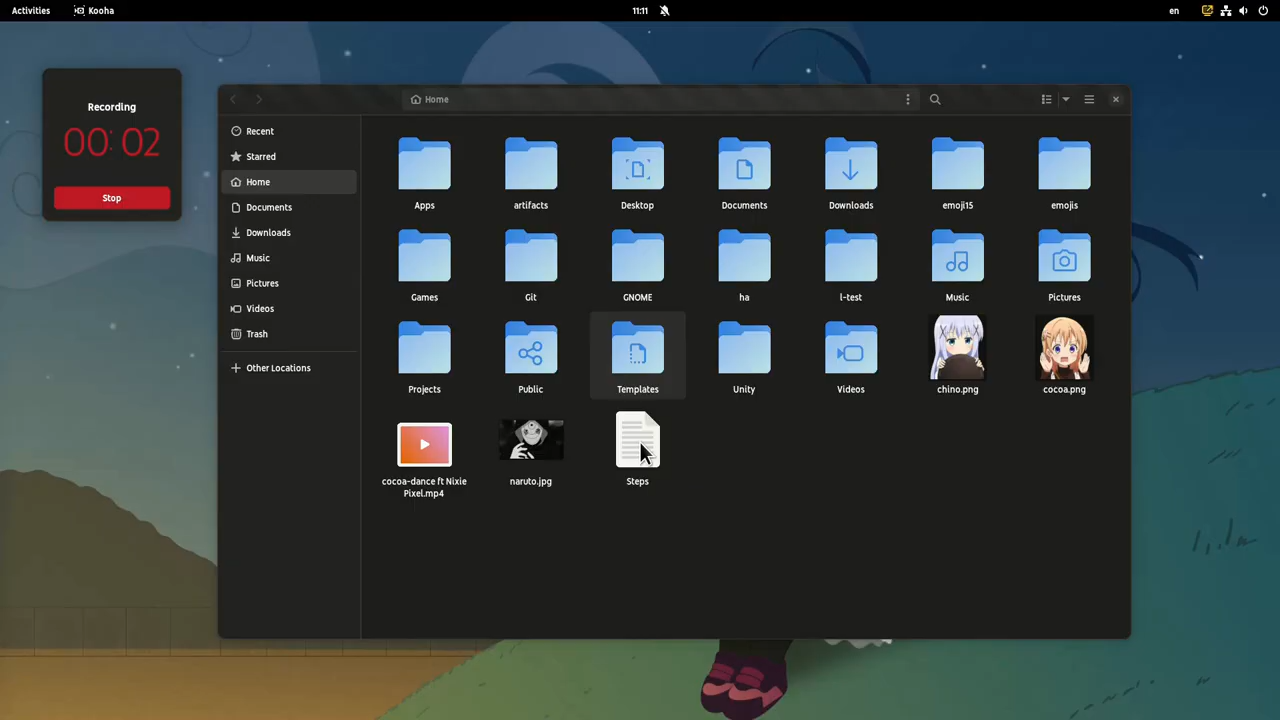 Activities
Kooha
11:11
en
Recording
00:02
Stop
Home
Recent
Starred
Home
Documents
Downloads
Music
Pictures
Videos
Trash
Other Locations
Apps
artifacts
Desktop
Documents
Downloads
emoji15
emojis
Games
Git
GNOME
ha
l-test
Music
Pictures
Projects
Public
Templates
Unity
Videos
chino.png
cocoa.png
cocoa-dance ft Nixie
Pixel.mp4
naruto.jpg
Steps